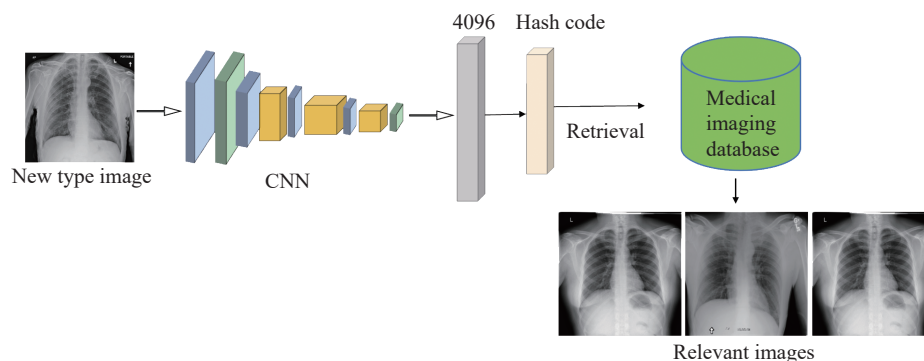 4096
Hash code
L
New type image
CNN
Retrieval
Medical
imaging
database
L
L
Relevant images